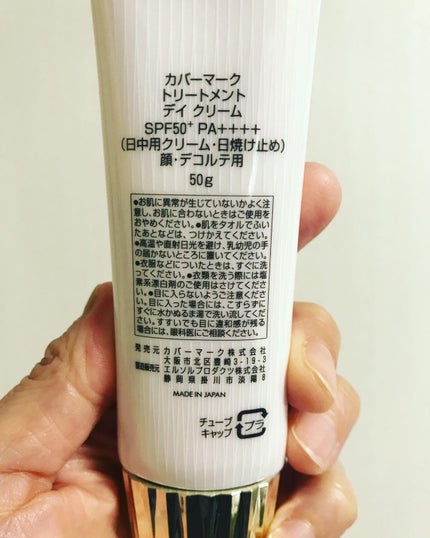 カバーマーク
トリートメント
デイ クリーム
SPF50⁺ PA++++
(日中用クリーム・日焼け止め)
顔・デコルテ用
50g
●お肌に異常が生じていないかよく注
意し、お肌に合わないときはご使用を
おやめください。●肌をタオルでふい
たあとなどは、つけかえてください。
●高温や直射日光を避け、乳幼児の手
の届かないところに置いてください。
●衣服などについたときは、すぐに洗
ってください。●衣類を洗う際には塩
素系漂白剤のご使用はさけてください。
●目に入らないようご注意ください。
目に入った場合には、こすらずに
すぐに水かぬるま湯で洗い流してくだ
さい。すすいでも目に違和感が残る
場合には、眼科医にご相談ください。
発売元 カバーマーク株式会社
大阪市北区豊崎3-19-3
製造販売元 エルソルプロダクツ株式会社
静岡県掛川市淡陽8
MADE IN JAPAN
チューブ
キャップ プラ